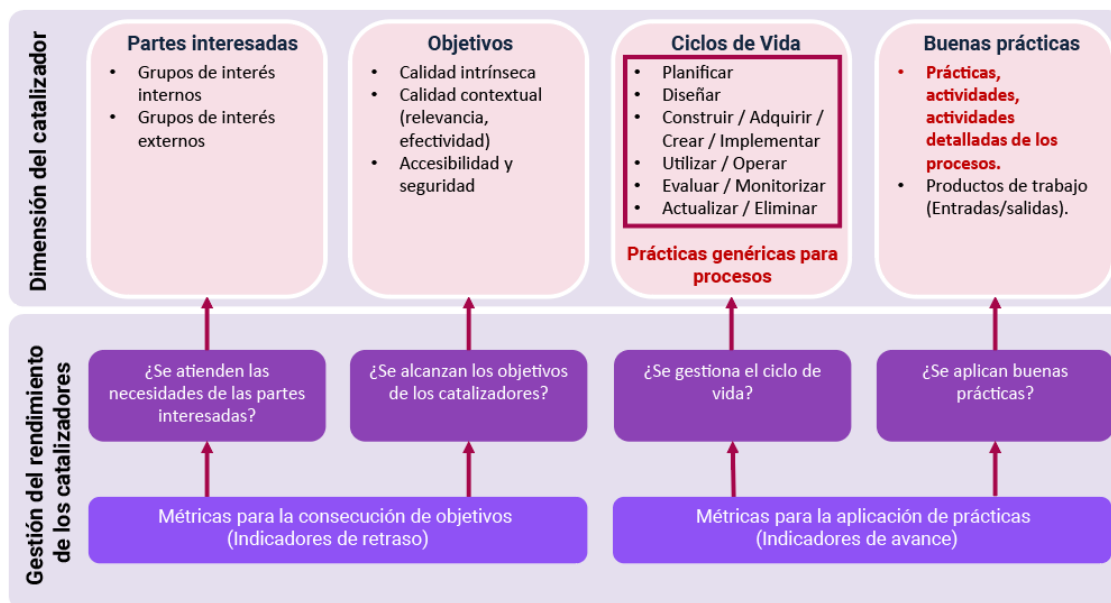 Dimensión del catalizador
Partes interesadas
• Grupos de interés
internos
• Grupos de interés
externos
Objetivos
• Calidad intrínseca
• Calidad contextual
(relevancia,
efectividad)
• Accesibilidad y
seguridad
Ciclos de Vida
• Planificar
• Diseñar
• Construir / Adquirir /
Crear / Implementar
• Utilizar / Operar
• Evaluar / Monitorizar
• Actualizar / Eliminar
Prácticas genéricas para
procesos
Buenas prácticas
• Prácticas,
actividades,
actividades
detalladas de los
procesos.
• Productos de trabajo
(Entradas/salidas).
Gestión del rendimiento
de los catalizadores
¿Se atienden las
necesidades de las partes
interesadas?
¿Se alcanzan los objetivos
de los catalizadores?
¿Se gestiona el ciclo de
vida?
¿Se aplican buenas
prácticas?
Métricas para la consecución de objetivos
(Indicadores de retraso)
Métricas para la aplicación de prácticas
(Indicadores de avance)